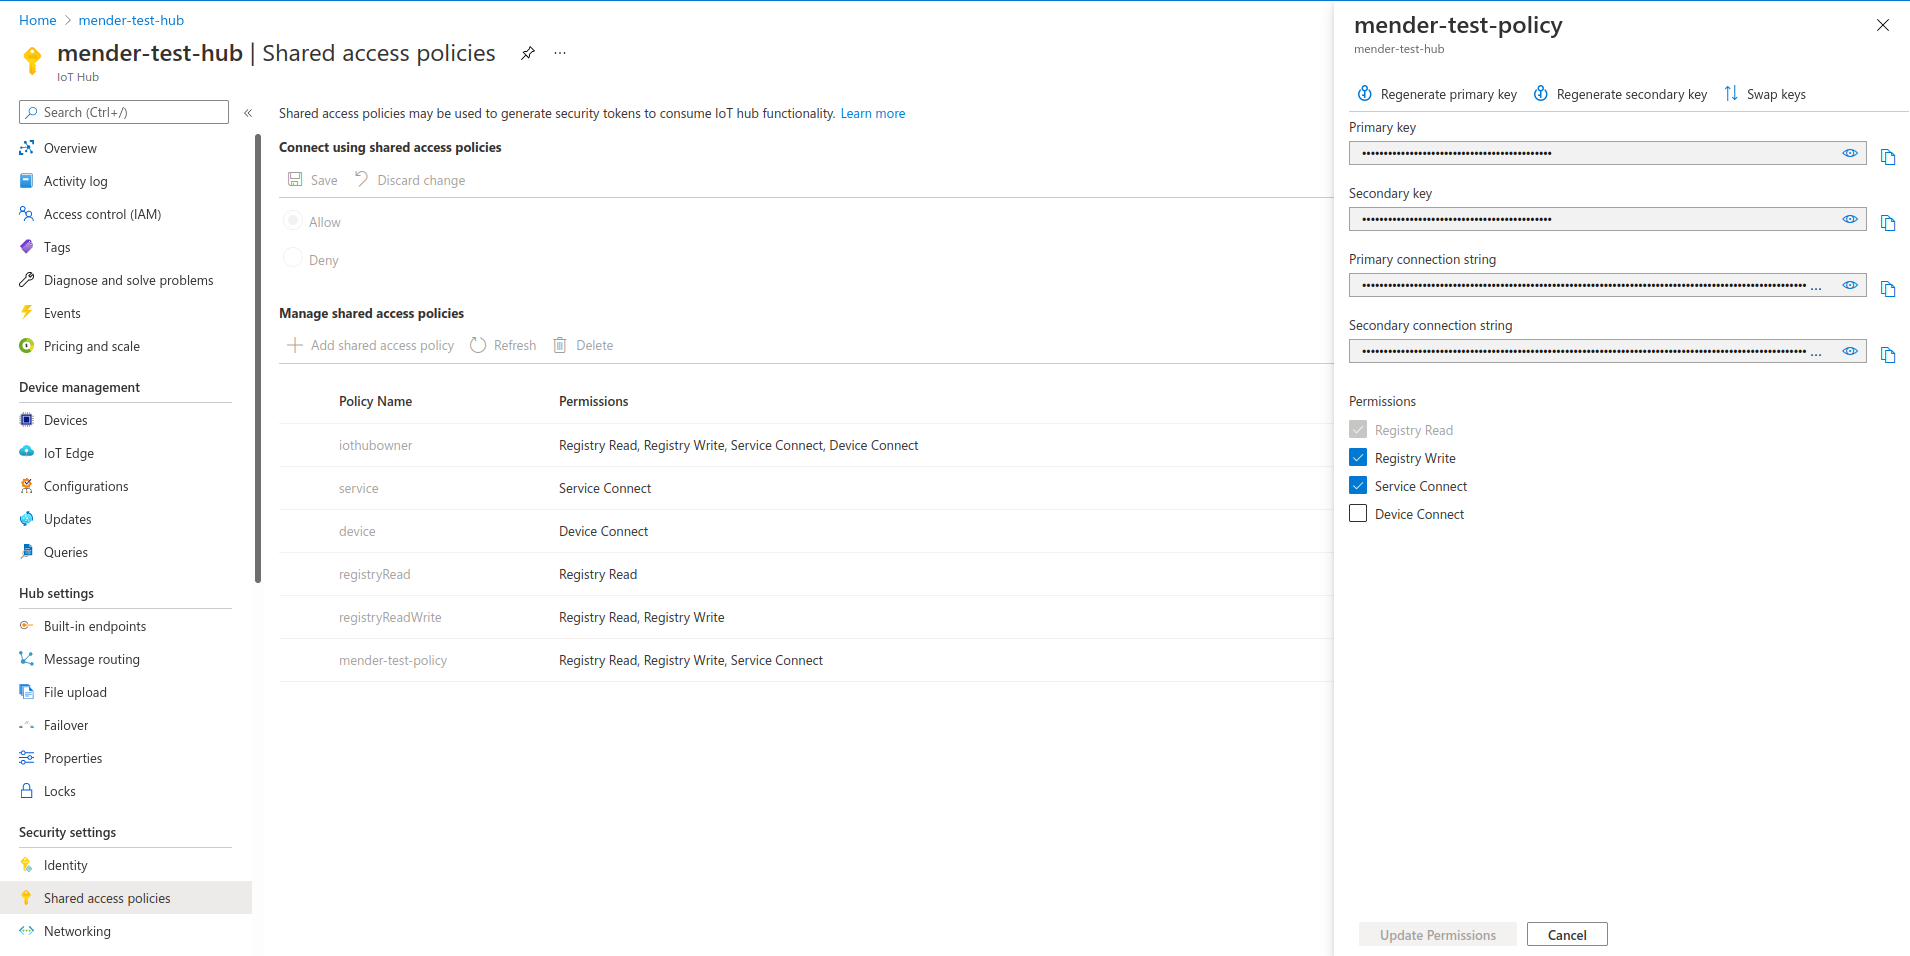 Home > mender-test-hub
mender-test-hub | Shared access policies ...
IoT Hub
Search (Ctrl+/)
«
Overview
Activity log
Access control (IAM)
Tags
Diagnose and solve problems
Events
Pricing and scale
Device management
Devices
IoT Edge
Configurations
Updates
Queries
Hub settings
Built-in endpoints
Message routing
File upload
Failover
Properties
Locks
Security settings
Identity
Shared access policies
Networking
Shared access policies may be used to generate security tokens to consume IoT hub functionality. Learn more
Connect using shared access policies
Save Discard change
Allow
Deny
Manage shared access policies
Add shared access policy Refresh Delete
Policy Name Permissions
iothubowner Registry Read, Registry Write, Service Connect, Device Connect
service Service Connect
device Device Connect
registryRead Registry Read
registryReadWrite Registry Read, Registry Write
mender-test-policy Registry Read, Registry Write, Service Connect
mender-test-policy
mender-test-hub
Regenerate primary key Regenerate secondary key Swap keys
Primary key
Secondary key
Primary connection string
...
Secondary connection string
...
Permissions
Registry Read
Registry Write
Service Connect
Device Connect
Update Permissions Cancel